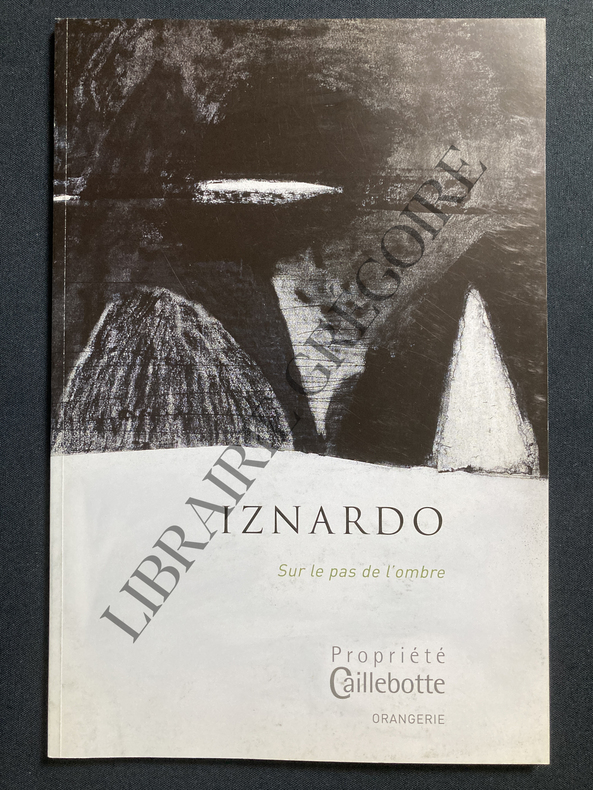 LIBRAIRIE GREGOIRE
IZNARDO
Sur le pas de l'ombre
Propriété
Caillebotte
ORANGERIE